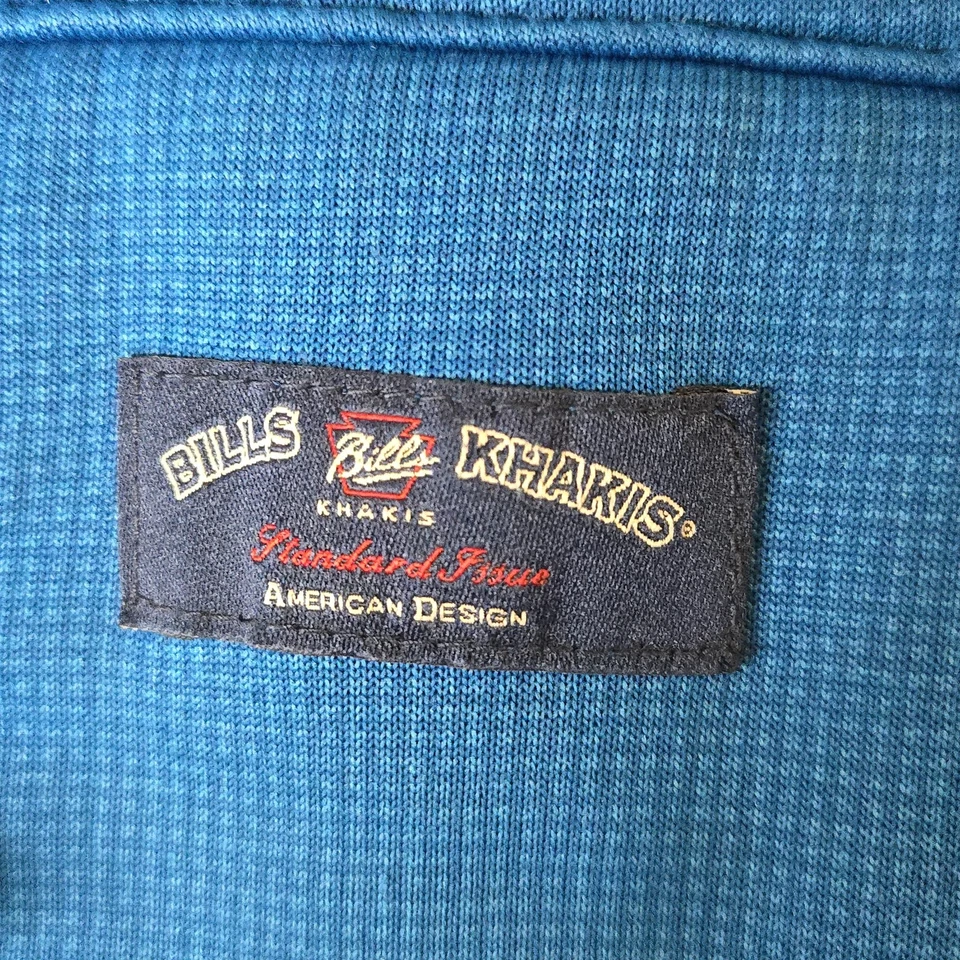 BILLS Bills KHAKIS®
KHAKIS
Standard Issue
AMERICAN DESIGN